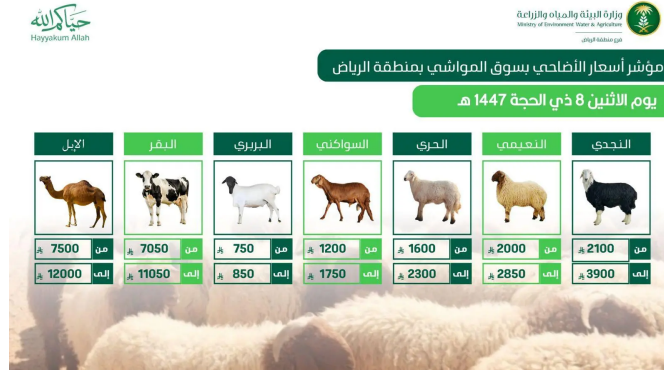 حيّاكم الله
Hayyakum Allah
وزارة البيئة والمياه والزراعة
Ministry of Environment Water & Agriculture
فرع منطقة الرياض
مؤشر أسعار الأضاحي بسوق المواشي بمنطقة الرياض
يوم الاثنين 8 ذي الحجة 1447 هـ
النجدي
النعيمي
الحري
السواكني
البربري
البقر
الإبل
من 2100
من 2000
من 1600
من 1200
من 750
من 7050
من 7500
إلى 3900
إلى 2850
إلى 2300
إلى 1750
إلى 850
إلى 11050
إلى 12000